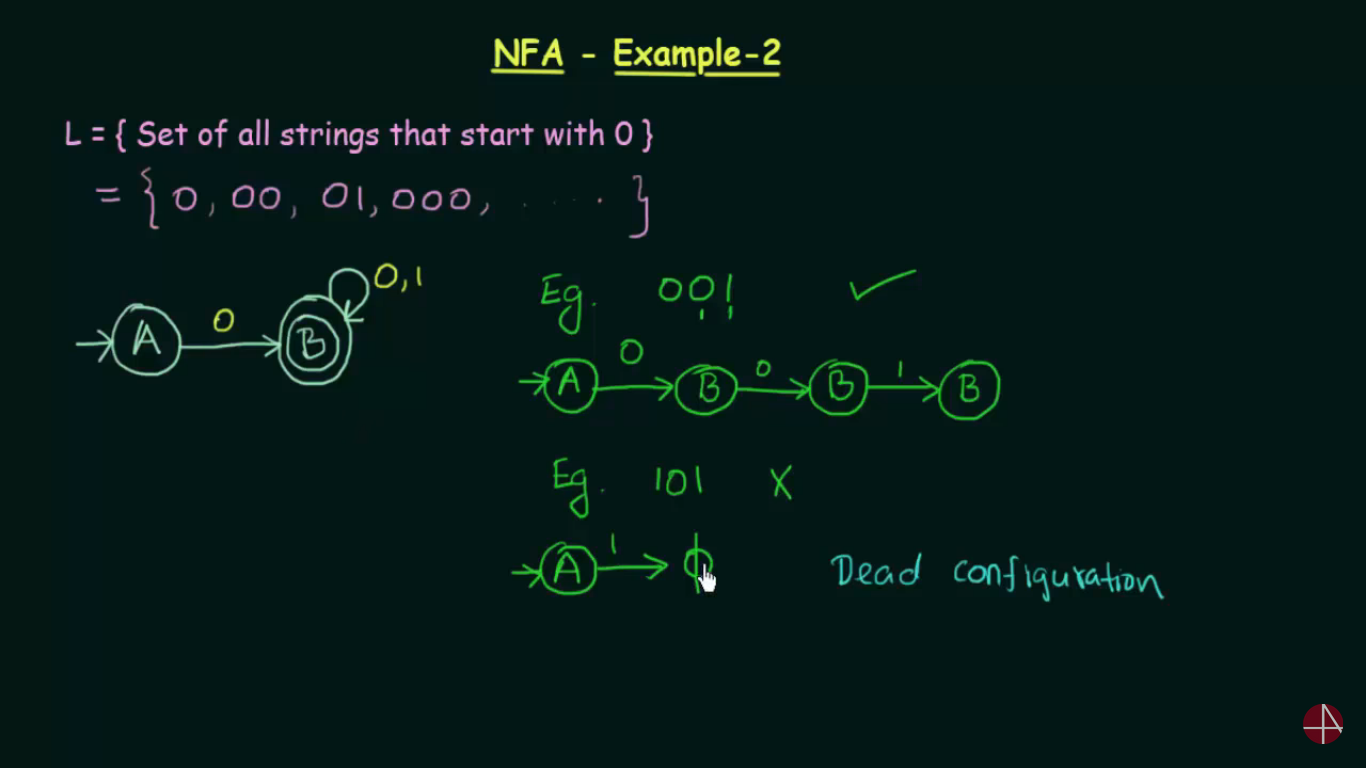 NFA - Example-2
L = { Set of all strings that start with 0 }
= { 0, 00, 01, 000, ..... }
0,1
0
A B
Eg. 001 ✓
0 0 1
A B B B
Eg. 101 X
1
A ϕ Dead configuration